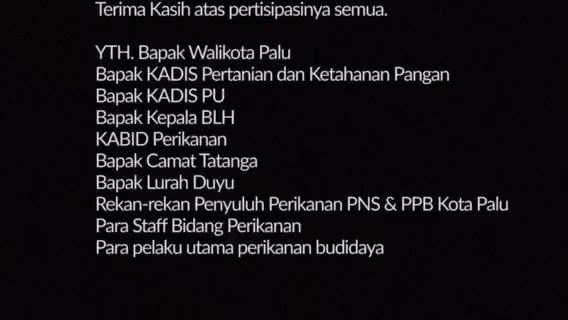 Terima Kasih atas pertisipasinya semua.
YTH. Bapak Walikota Palu
Bapak KADIS Pertanian dan Ketahanan Pangan
Bapak KADIS PU
Bapak Kepala BLH
KABID Perikanan
Bapak Camat Tatanga
Bapak Lurah Duyu
Rekan-rekan Penyuluh Perikanan PNS & PPB Kota Palu
Para Staff Bidang Perikanan
Para pelaku utama perikanan budidaya